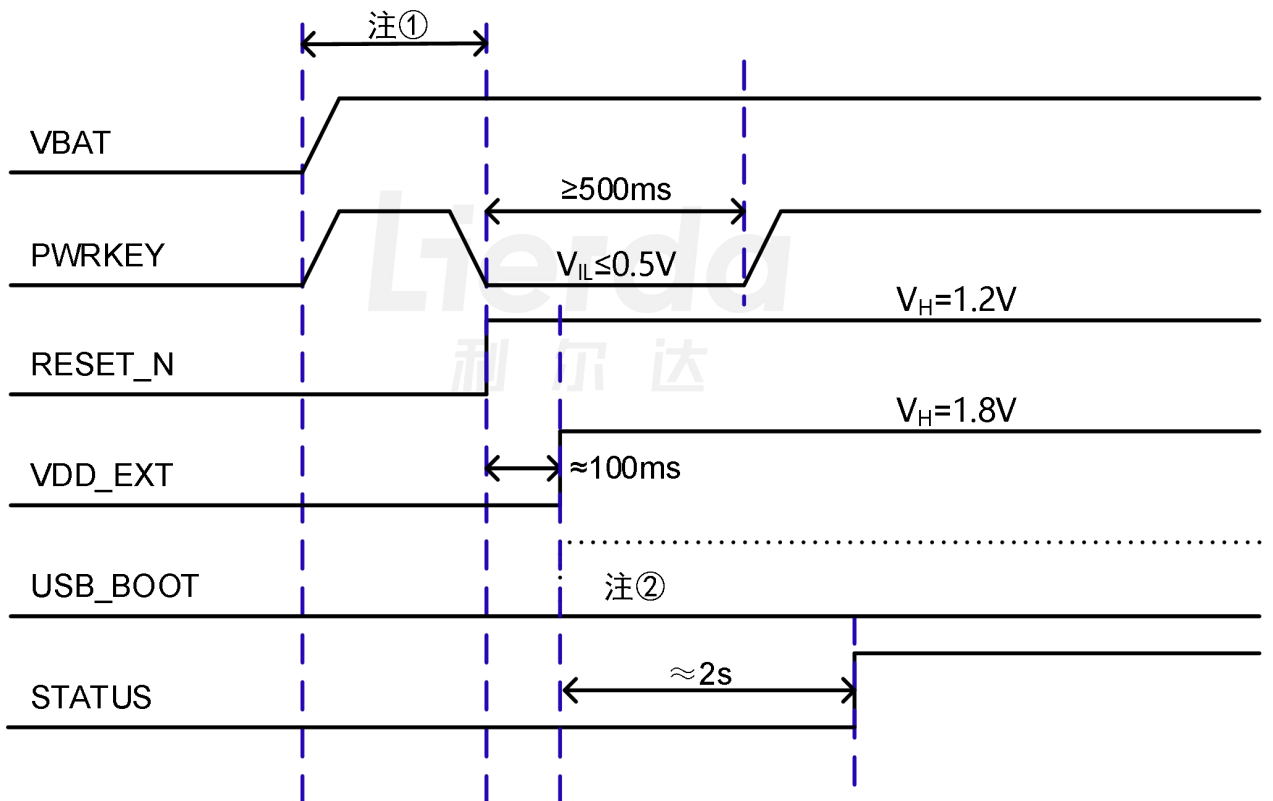 注①
VBAT
≥500ms
PWRKEY
VIL≤0.5V
VH=1.2V
RESET_N
VH=1.8V
VDD_EXT
≈100ms
USB_BOOT
注②
≈2s
STATUS
Lierda
利尔达